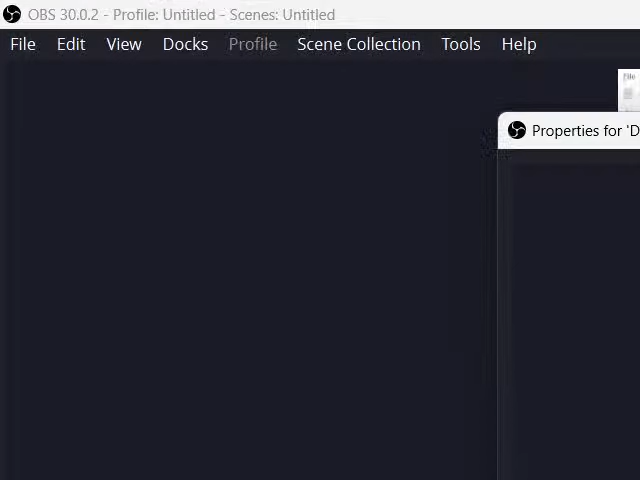 OBS 30.0.2 - Profile: Untitled - Scenes: Untitled
File Edit View Docks Profile Scene Collection Tools Help
File
Properties for 'D